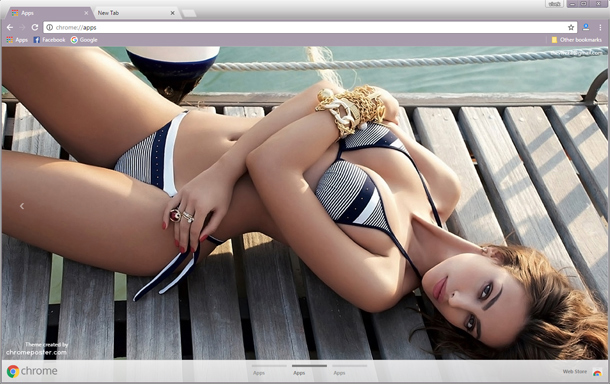 Apps
New Tab
chrome://apps
Apps
Facebook
Google
Other bookmarks
Theme created by
chromeposter.com
chrome
Apps
Apps
Apps
Web Store